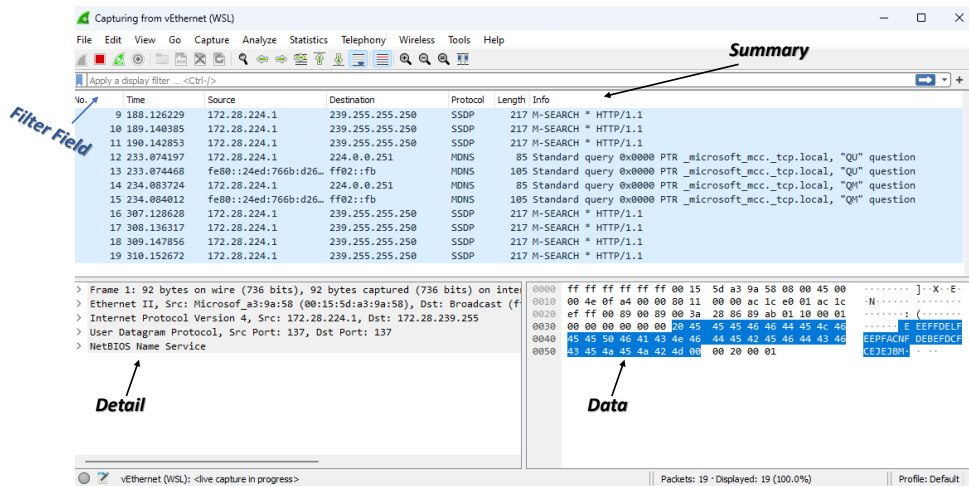 Capturing from vEthernet (WSL)
File Edit View Go Capture Analyze Statistics Telephony Wireless Tools Help
Summary
Apply a display filter ... <Ctrl-/>
Filter Field
No. Time Source Destination Protocol Length Info
9 188.126229 172.28.224.1 239.255.255.250 SSDP 217 M-SEARCH * HTTP/1.1
10 189.140385 172.28.224.1 239.255.255.250 SSDP 217 M-SEARCH * HTTP/1.1
11 190.142853 172.28.224.1 239.255.255.250 SSDP 217 M-SEARCH * HTTP/1.1
12 233.074197 172.28.224.1 224.0.0.251 MDNS 85 Standard query 0x0000 PTR _microsoft_mcc._tcp.local, "QU" question
13 233.074468 fe80::24ed:766b:d26… ff02::fb MDNS 105 Standard query 0x0000 PTR _microsoft_mcc._tcp.local, "QU" question
14 234.083724 172.28.224.1 224.0.0.251 MDNS 85 Standard query 0x0000 PTR _microsoft_mcc._tcp.local, "QM" question
15 234.084012 fe80::24ed:766b:d26… ff02::fb MDNS 105 Standard query 0x0000 PTR _microsoft_mcc._tcp.local, "QM" question
16 307.128628 172.28.224.1 239.255.255.250 SSDP 217 M-SEARCH * HTTP/1.1
17 308.136317 172.28.224.1 239.255.255.250 SSDP 217 M-SEARCH * HTTP/1.1
18 309.147856 172.28.224.1 239.255.255.250 SSDP 217 M-SEARCH * HTTP/1.1
19 310.152672 172.28.224.1 239.255.255.250 SSDP 217 M-SEARCH * HTTP/1.1
> Frame 1: 92 bytes on wire (736 bits), 92 bytes captured (736 bits) on inte
> Ethernet II, Src: Microsof_a3:9a:58 (00:15:5d:a3:9a:58), Dst: Broadcast (f
> Internet Protocol Version 4, Src: 172.28.224.1, Dst: 172.28.239.255
> User Datagram Protocol, Src Port: 137, Dst Port: 137
> NetBIOS Name Service
0000 ff ff ff ff ff ff 00 15 5d a3 9a 58 08 00 45 00 ········ ]··X··E·
0010 00 4e 0f a4 00 00 80 11 00 00 ac 1c e0 01 ac 1c ·N······ ········
0020 ef ff 00 89 00 89 00 3a 28 86 89 ab 01 10 00 01 ·······: (·······
0030 00 00 00 00 00 00 20 45 45 45 46 46 44 45 4c 46 ······ E EEFFDELF
0040 45 45 50 46 41 43 4e 46 44 45 42 45 46 44 43 46 EEPFACNF DEBEFDCF
0050 43 45 4a 45 4a 42 4d 00 00 20 00 01 CEJEJBM· · ··
Detail
Data
vEthernet (WSL): <live capture in progress>
Packets: 19 · Displayed: 19 (100.0%)
Profile: Default